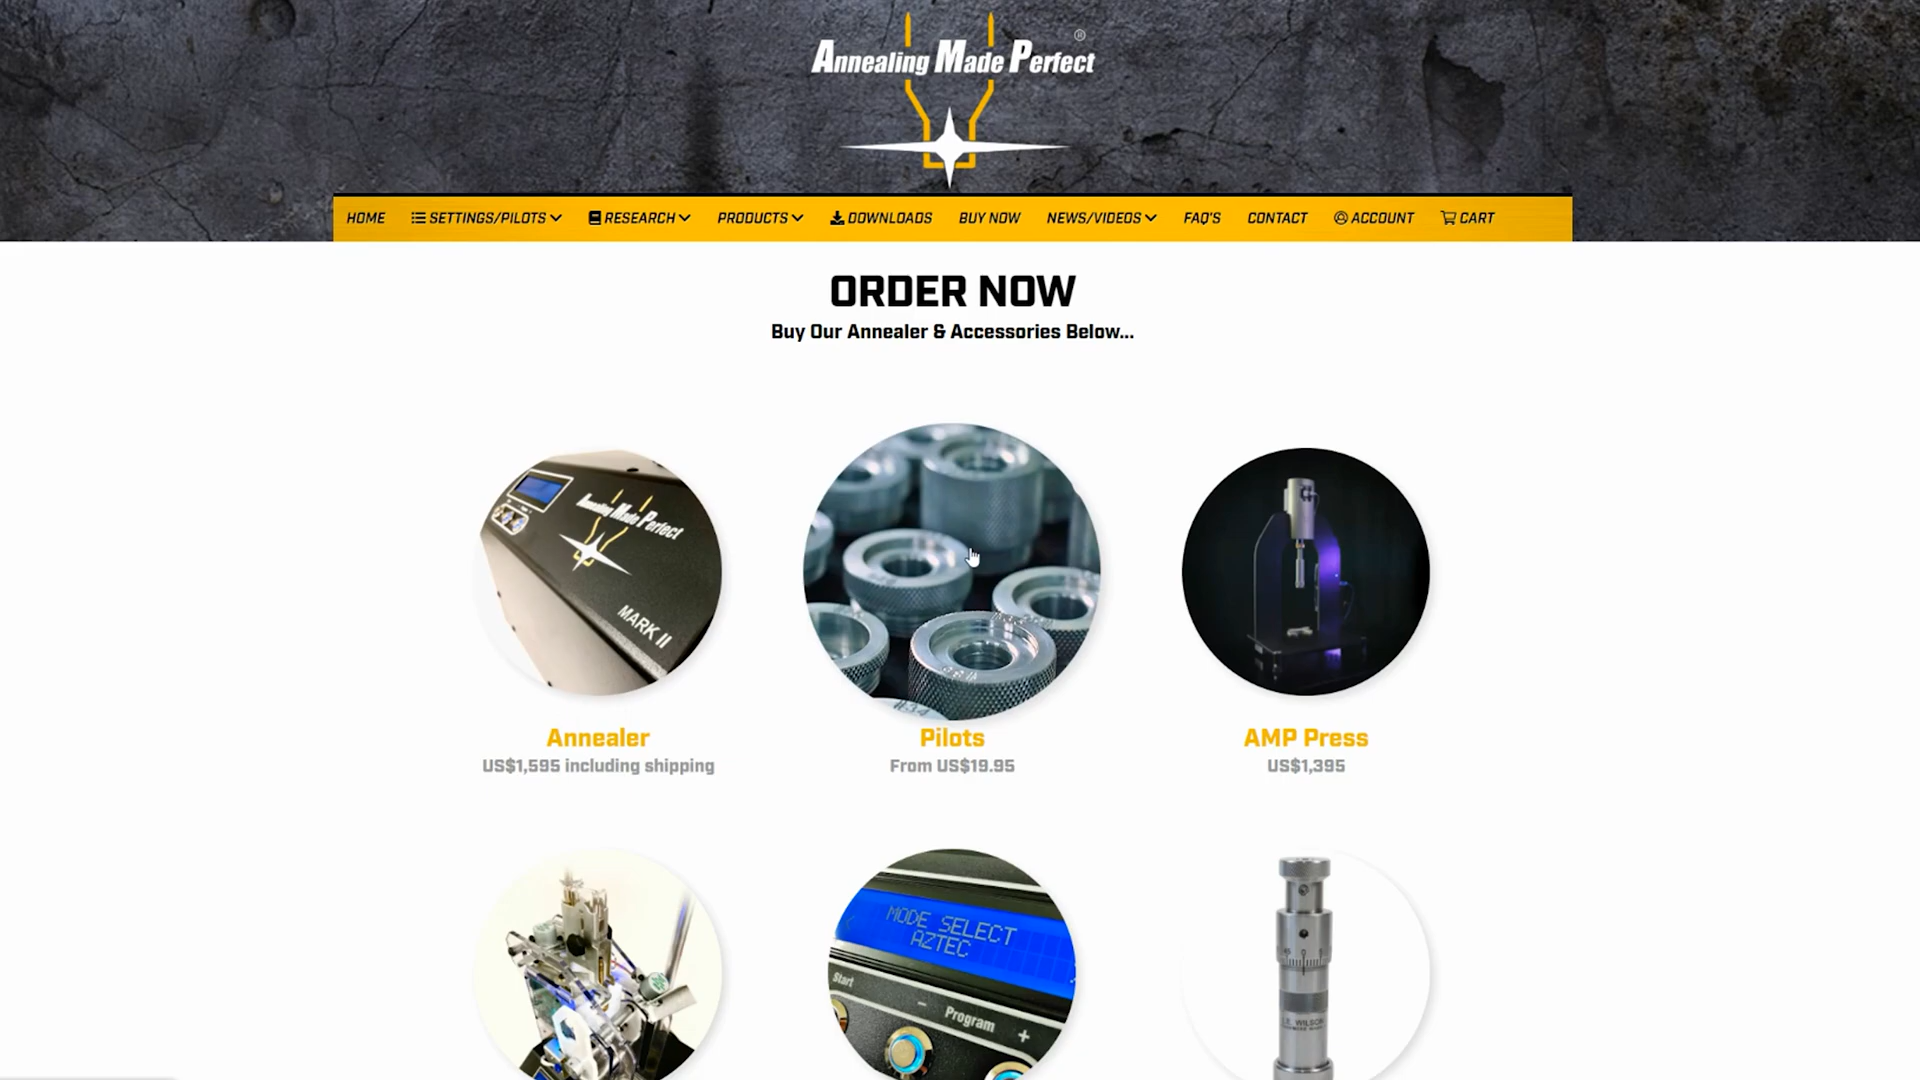 Annealing Made Perfect ®
HOME SETTINGS/PILOTS RESEARCH PRODUCTS DOWNLOADS BUY NOW NEWS/VIDEOS FAQ'S CONTACT ACCOUNT CART
ORDER NOW
Buy Our Annealer & Accessories Below...
Annealing Made Perfect
MARK II
Annealer
US$1,595 including shipping
Pilots
From US$19.95
AMP Press
US$1,395
MODE SELECT
AZTEC
Start
– Program +
L.E. WILSON